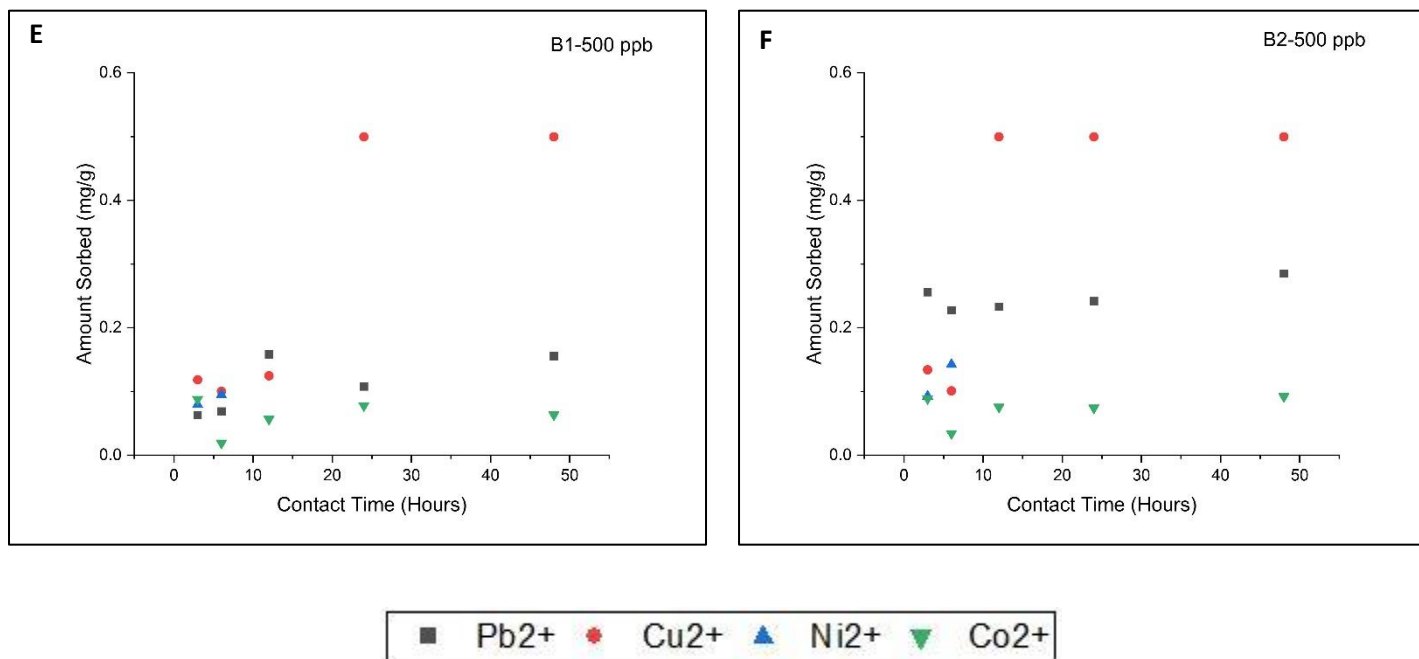 E
B1-500 ppb
0.6
0.4
0.2
0.0
Amount Sorbed (mg/g)
0 10 20 30 40 50
Contact Time (Hours)
F
B2-500 ppb
0.6
0.4
0.2
0.0
Amount Sorbed (mg/g)
0 10 20 30 40 50
Contact Time (Hours)
Pb2+ Cu2+ Ni2+ Co2+